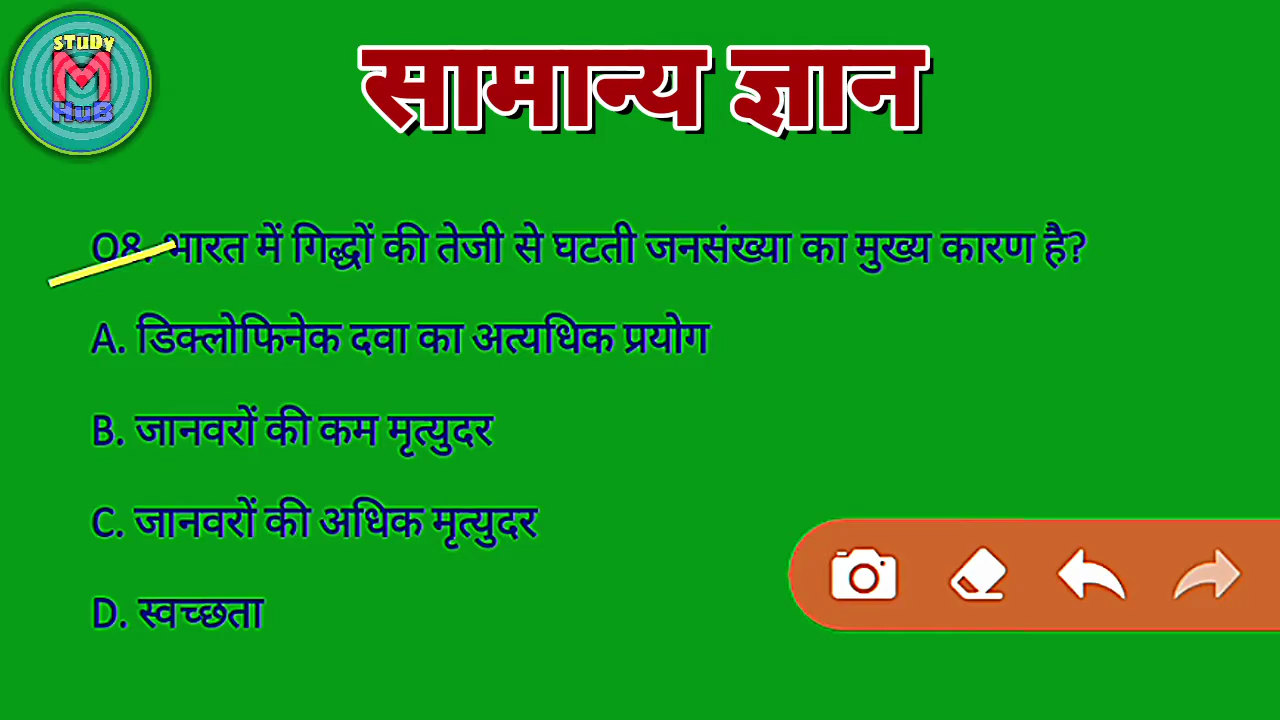 sTuDy
M
HuB
सामान्य ज्ञान
Q8. भारत में गिद्धों की तेजी से घटती जनसंख्या का मुख्य कारण है?
A. डिक्लोफिनेक दवा का अत्यधिक प्रयोग
B. जानवरों की कम मृत्युदर
C. जानवरों की अधिक मृत्युदर
D. स्वच्छता